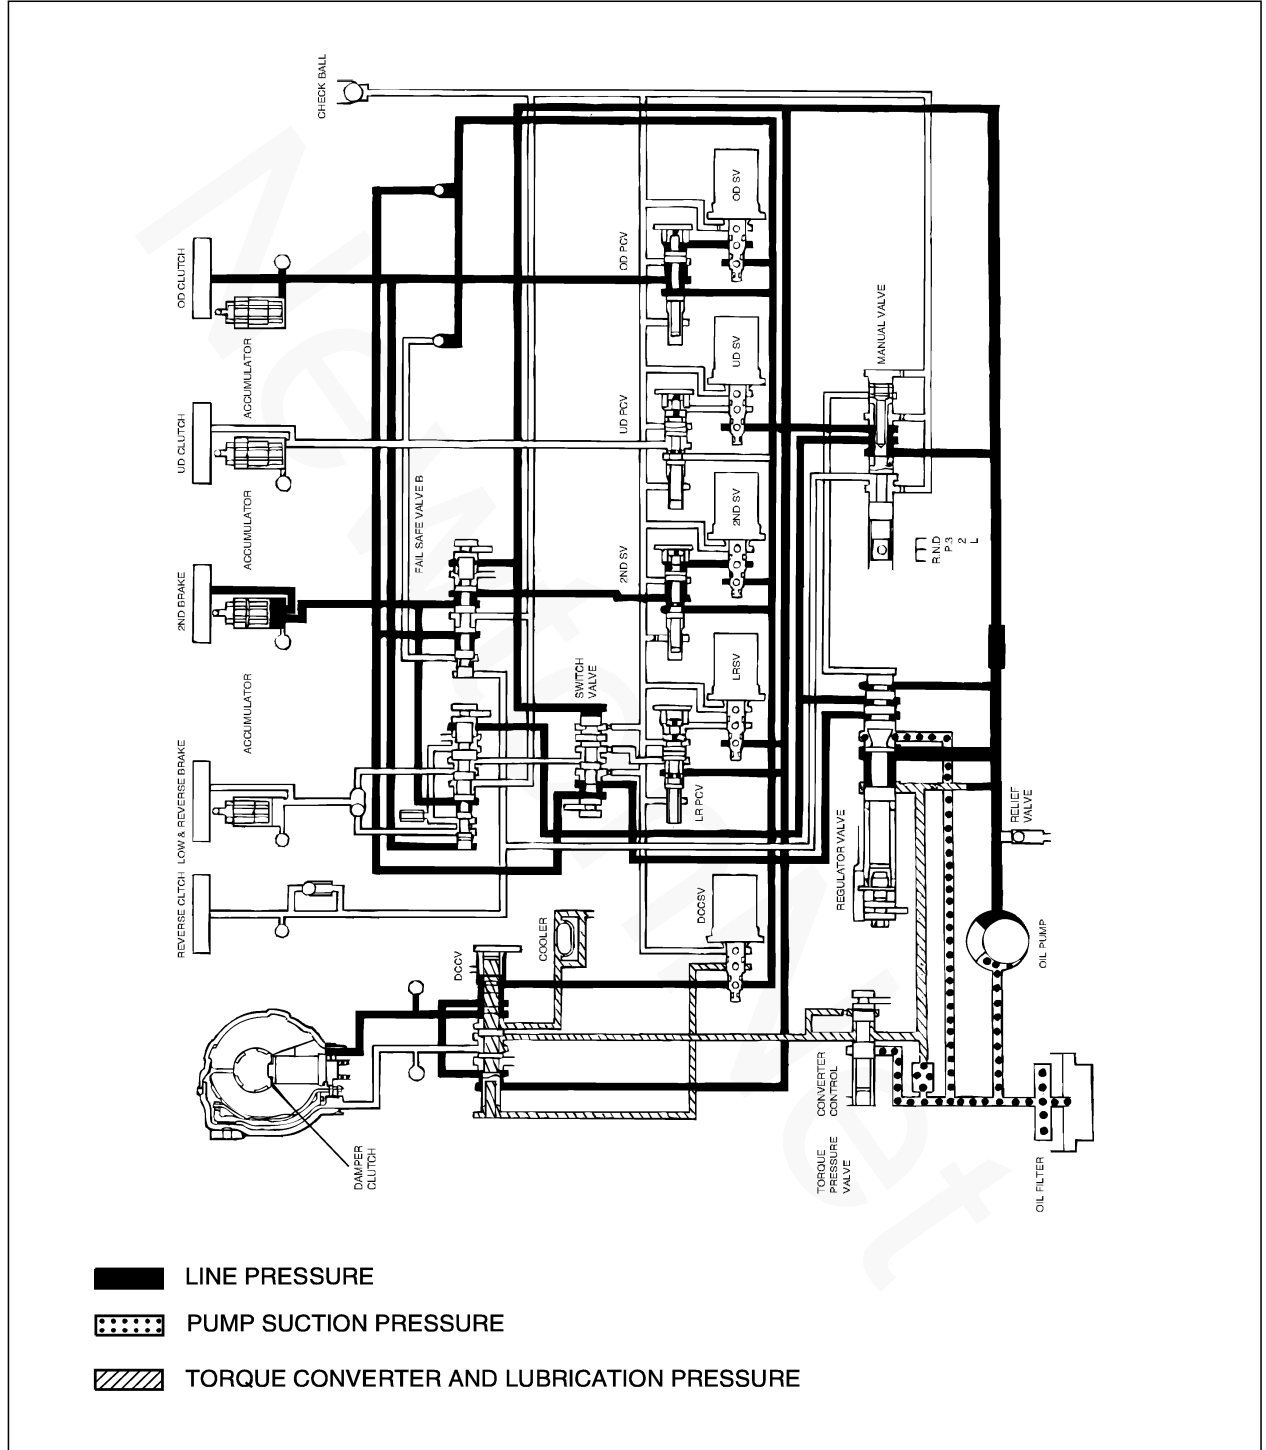 CHECK BALL
OD CLUTCH
ACCUMULATOR
UD CLUTCH
ACCUMULATOR
2ND BRAKE
ACCUMULATOR
LOW & REVERSE BRAKE
REVERSE CLTCH
FAIL SAFE VALVE B
SWITCH
VALVE
OD PCV
OD SV
UD PCV
UD SV
2ND SV
2ND SV
LRSV
LR PCV
MANUAL VALVE
R.N.D
P.3
2
L
REGULATOR VALVE
RELIEF
VALVE
DCCSV
DCCV
COOLER
OIL PUMP
DAMPER
CLUTCH
TORQUE
PRESSURE
VALVE
CONVERTER
CONTROL
OIL FILTER
LINE PRESSURE
PUMP SUCTION PRESSURE
TORQUE CONVERTER AND LUBRICATION PRESSURE